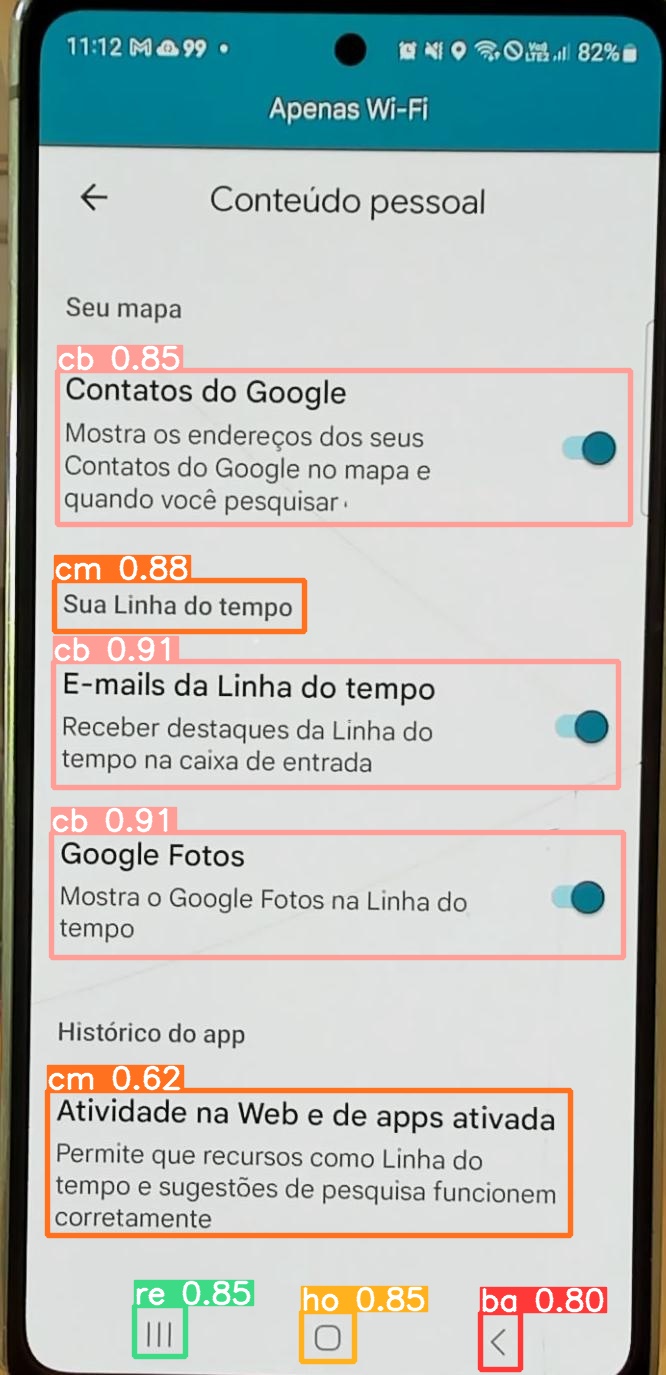 11:12 99 • Vo) LTE2 82%
Apenas Wi-Fi
Conteúdo pessoal
Seu mapa
cb 0.85
Contatos do Google
Mostra os endereços dos seus
Contatos do Google no mapa e
quando você pesquisar
cm 0.88
Sua Linha do tempo
cb 0.91
E-mails da Linha do tempo
Receber destaques da Linha do
tempo na caixa de entrada
cb 0.91
Google Fotos
Mostra o Google Fotos na Linha do
tempo
Histórico do app
cm 0.62
Atividade na Web e de apps ativada
Permite que recursos como Linha do
tempo e sugestões de pesquisa funcionem
corretamente
re 0.85 ho 0.85 ba 0.80